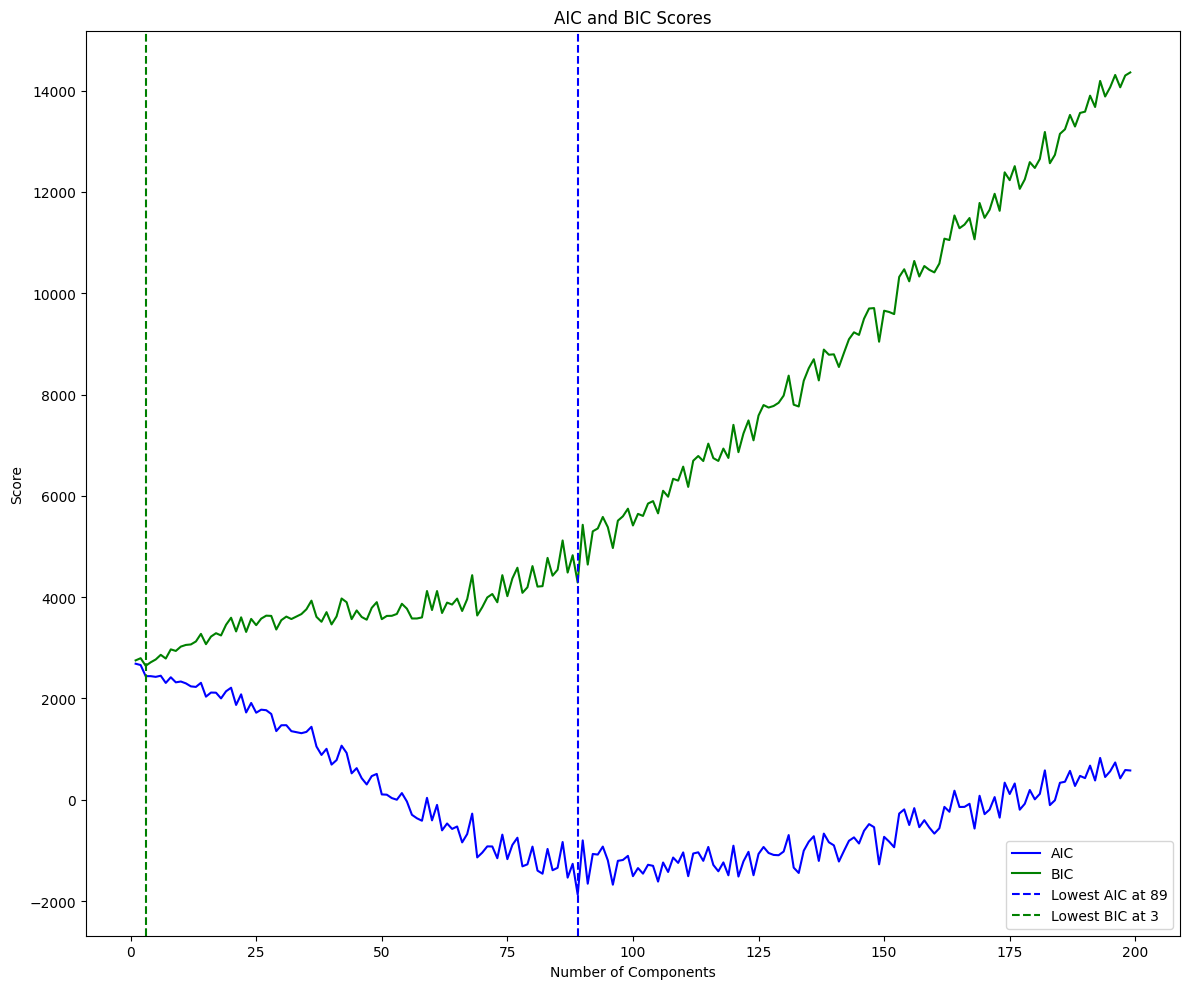 AIC and BIC Scores
Score
14000
12000
10000
8000
6000
4000
2000
0
−2000
0 25 50 75 100 125 150 175 200
Number of Components
AIC
BIC
Lowest AIC at 89
Lowest BIC at 3